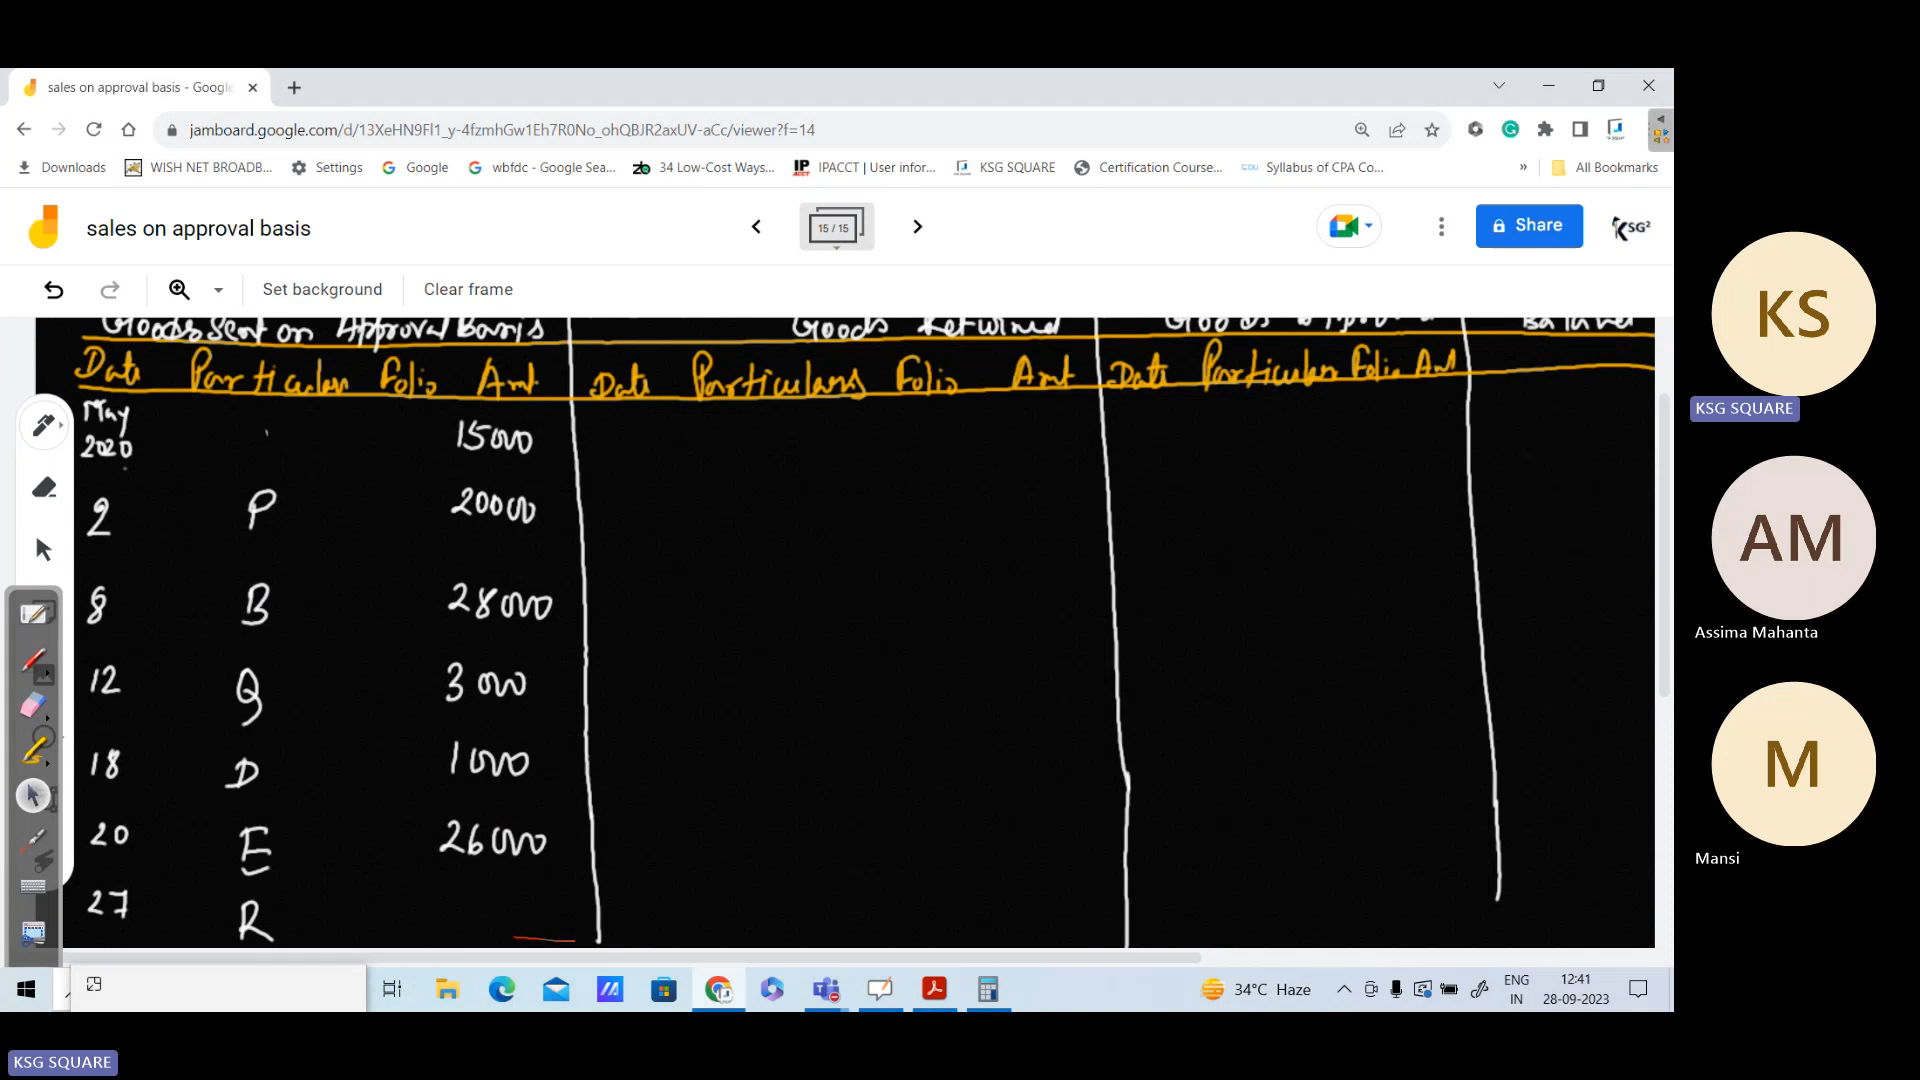 sales on approval basis - Google
jamboard.google.com/d/13XeHN9Fl1_y-4fzmhGw1Eh7R0No_ohQBJR2axUV-aCc/viewer?f=14
Downloads WISH NET BROADB... Settings Google wbfdc - Google Sea... 34 Low-Cost Ways... IPACCT | User infor... KSG SQUARE Certification Course... Syllabus of CPA Co... » All Bookmarks
sales on approval basis 15 / 15 Share KSG²
Set background Clear frame
Goods Sent on Approval Basis Goods Returned Goods Approved Balance
Date Particulars Folio Amt Date Particulars Folio Amt Date Particulars Folio Amt
May
2020 15000
2 P 20000
8 B 28000
12 Q 3000
18 D 1000
20 E 26000
27 R
34°C Haze ENG IN 12:41 28-09-2023
KS
KSG SQUARE
AM
Assima Mahanta
M
Mansi
KSG SQUARE